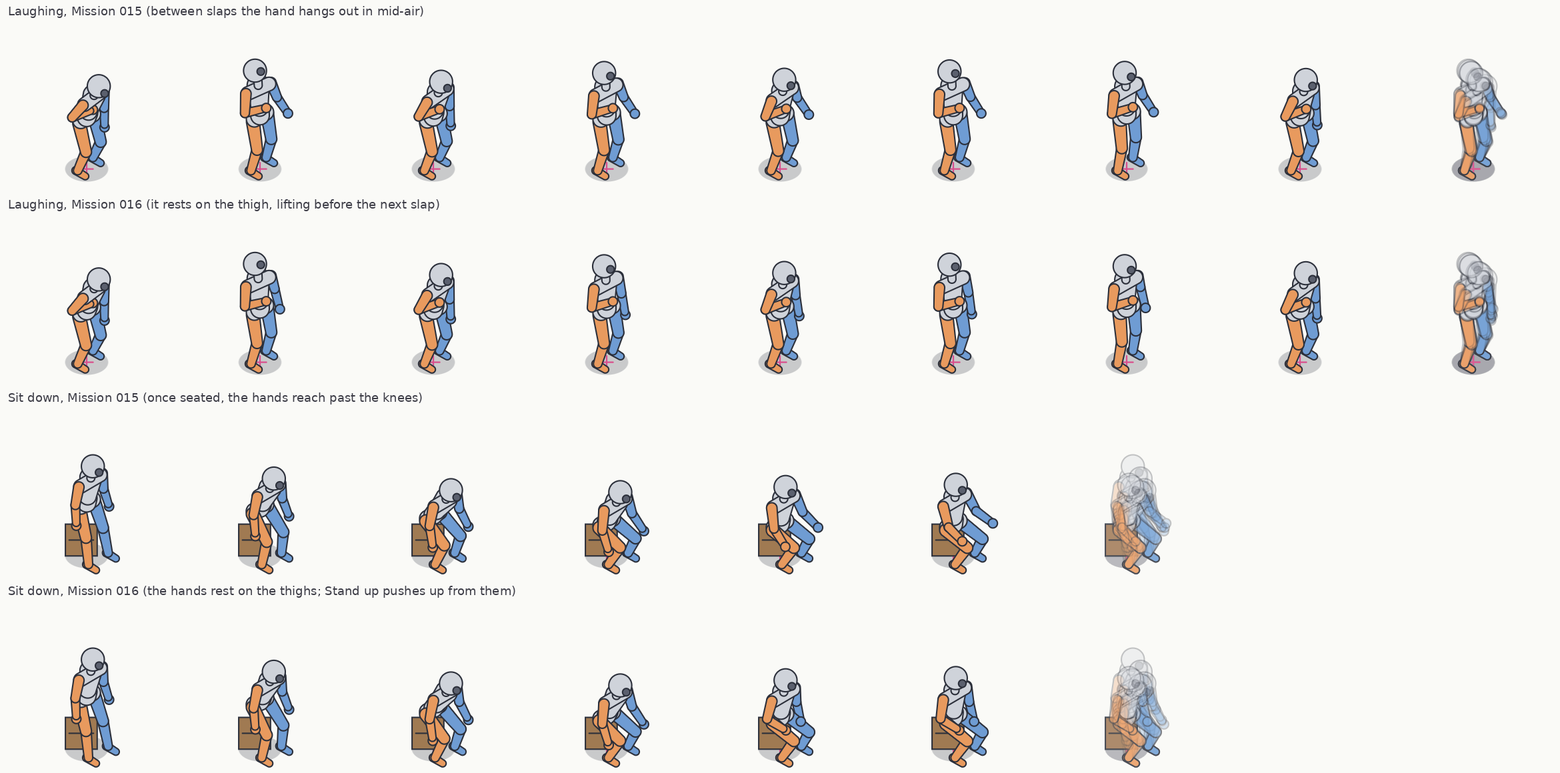 Laughing, Mission 015 (between slaps the hand hangs out in mid-air)
Laughing, Mission 016 (it rests on the thigh, lifting before the next slap)
Sit down, Mission 015 (once seated, the hands reach past the knees)
Sit down, Mission 016 (the hands rest on the thighs; Stand up pushes up from them)